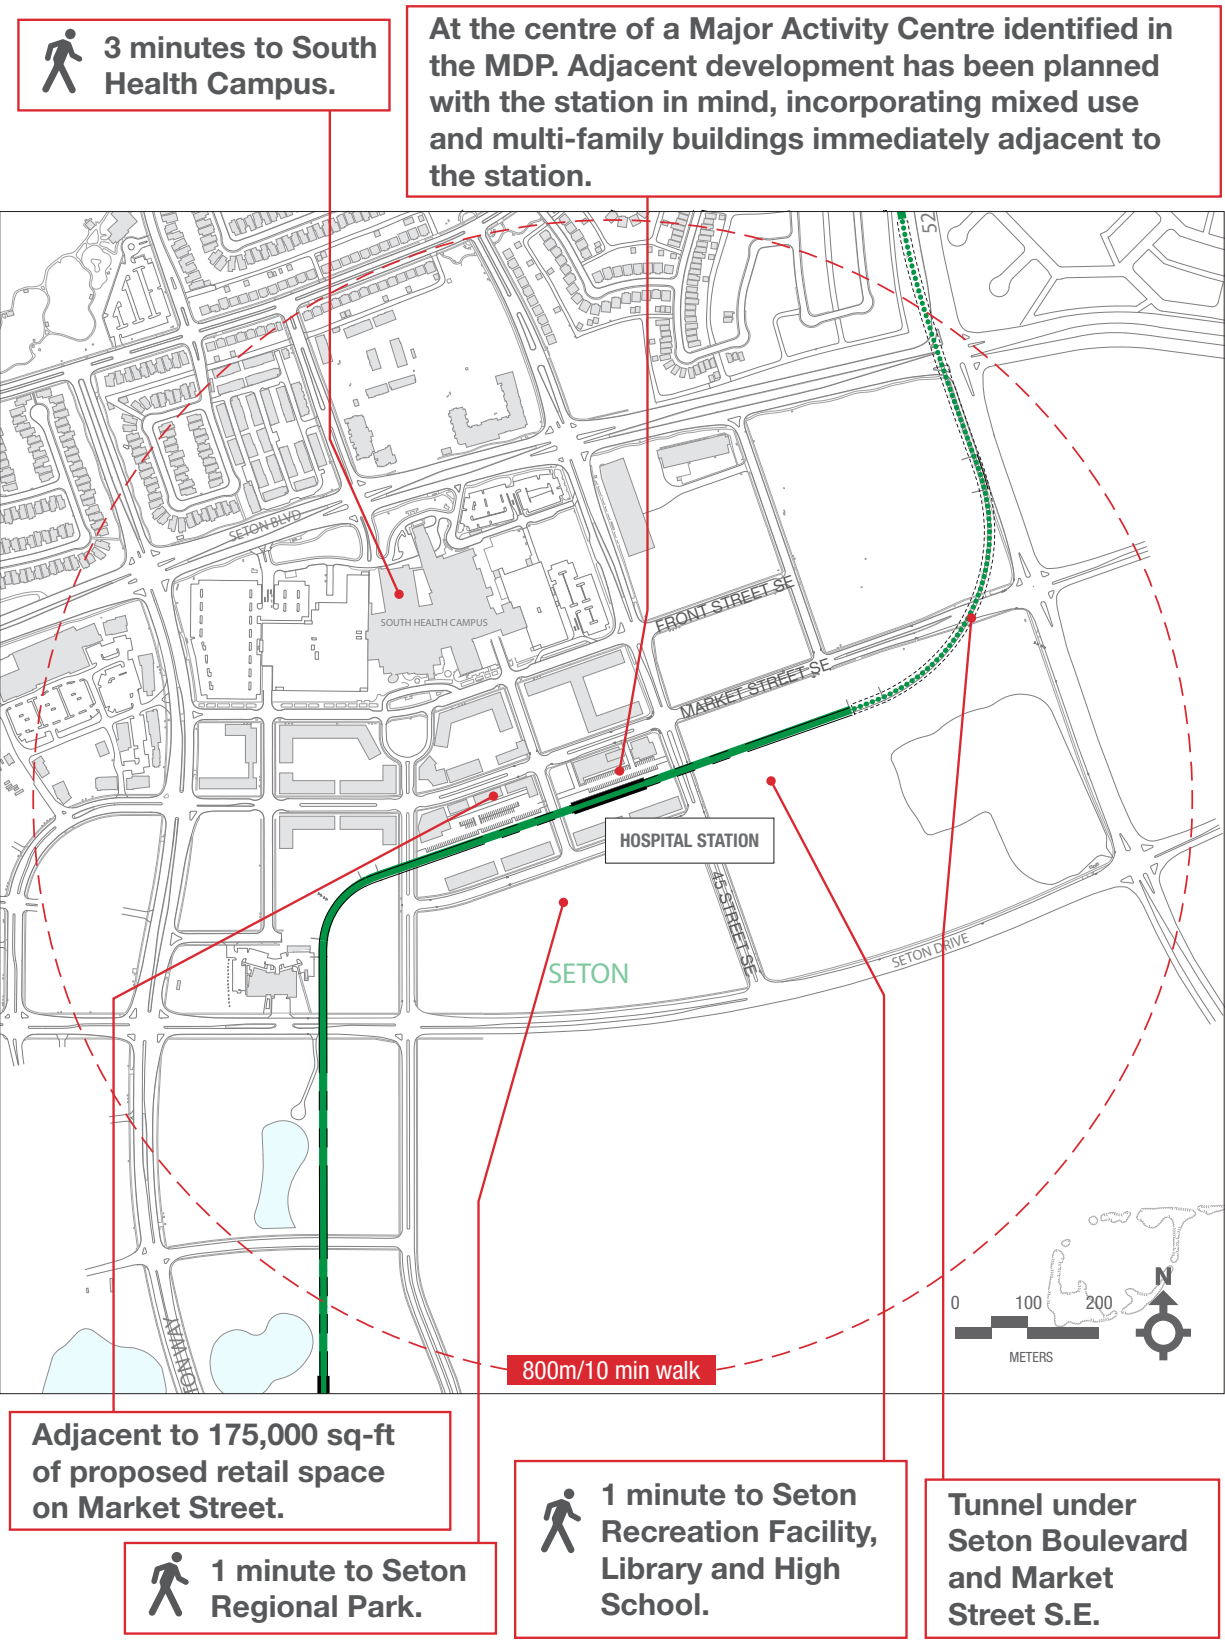 3 minutes to South
Health Campus.
At the centre of a Major Activity Centre identified in
the MDP. Adjacent development has been planned
with the station in mind, incorporating mixed use
and multi-family buildings immediately adjacent to
the station.
52
SETON BLVD
SOUTH HEALTH CAMPUS
FRONT STREET SE
MARKET STREET SE
HOSPITAL STATION
45 STREET SE
SETON DRIVE
SETON
N
0 100 200
METERS
TONWAY
800m/10 min walk
Adjacent to 175,000 sq-ft
of proposed retail space
on Market Street.
1 minute to Seton
Regional Park.
1 minute to Seton
Recreation Facility,
Library and High
School.
Tunnel under
Seton Boulevard
and Market
Street S.E.